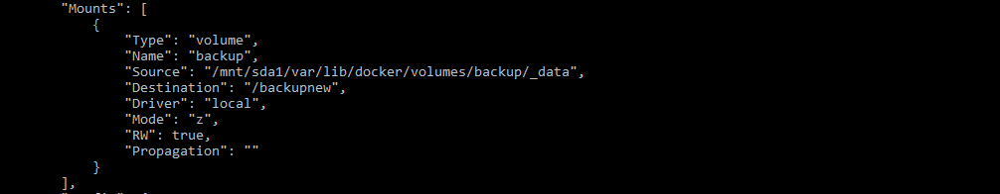 "Mounts": [
{
"Type": "volume",
"Name": "backup",
"Source": "/mnt/sda1/var/lib/docker/volumes/backup/_data",
"Destination": "/backupnew",
"Driver": "local",
"Mode": "z",
"RW": true,
"Propagation": ""
}
],